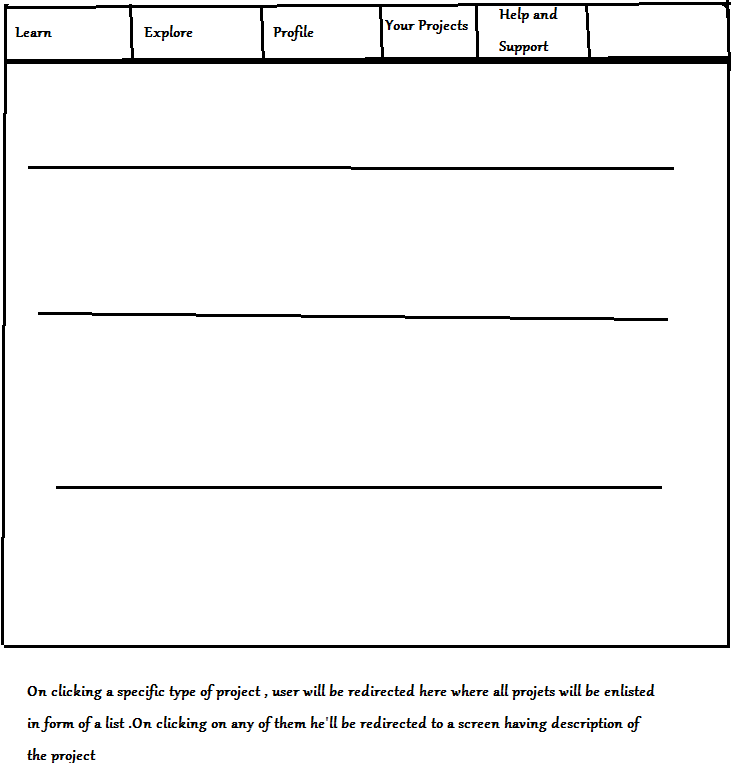 Learn
Explore
Profile
Your Projects
Help and
Support
On clicking a specific type of project , user will be redirected here where all projets will be enlisted
in form of a list .On clicking on any of them he'll be redirected to a screen having description of
the project